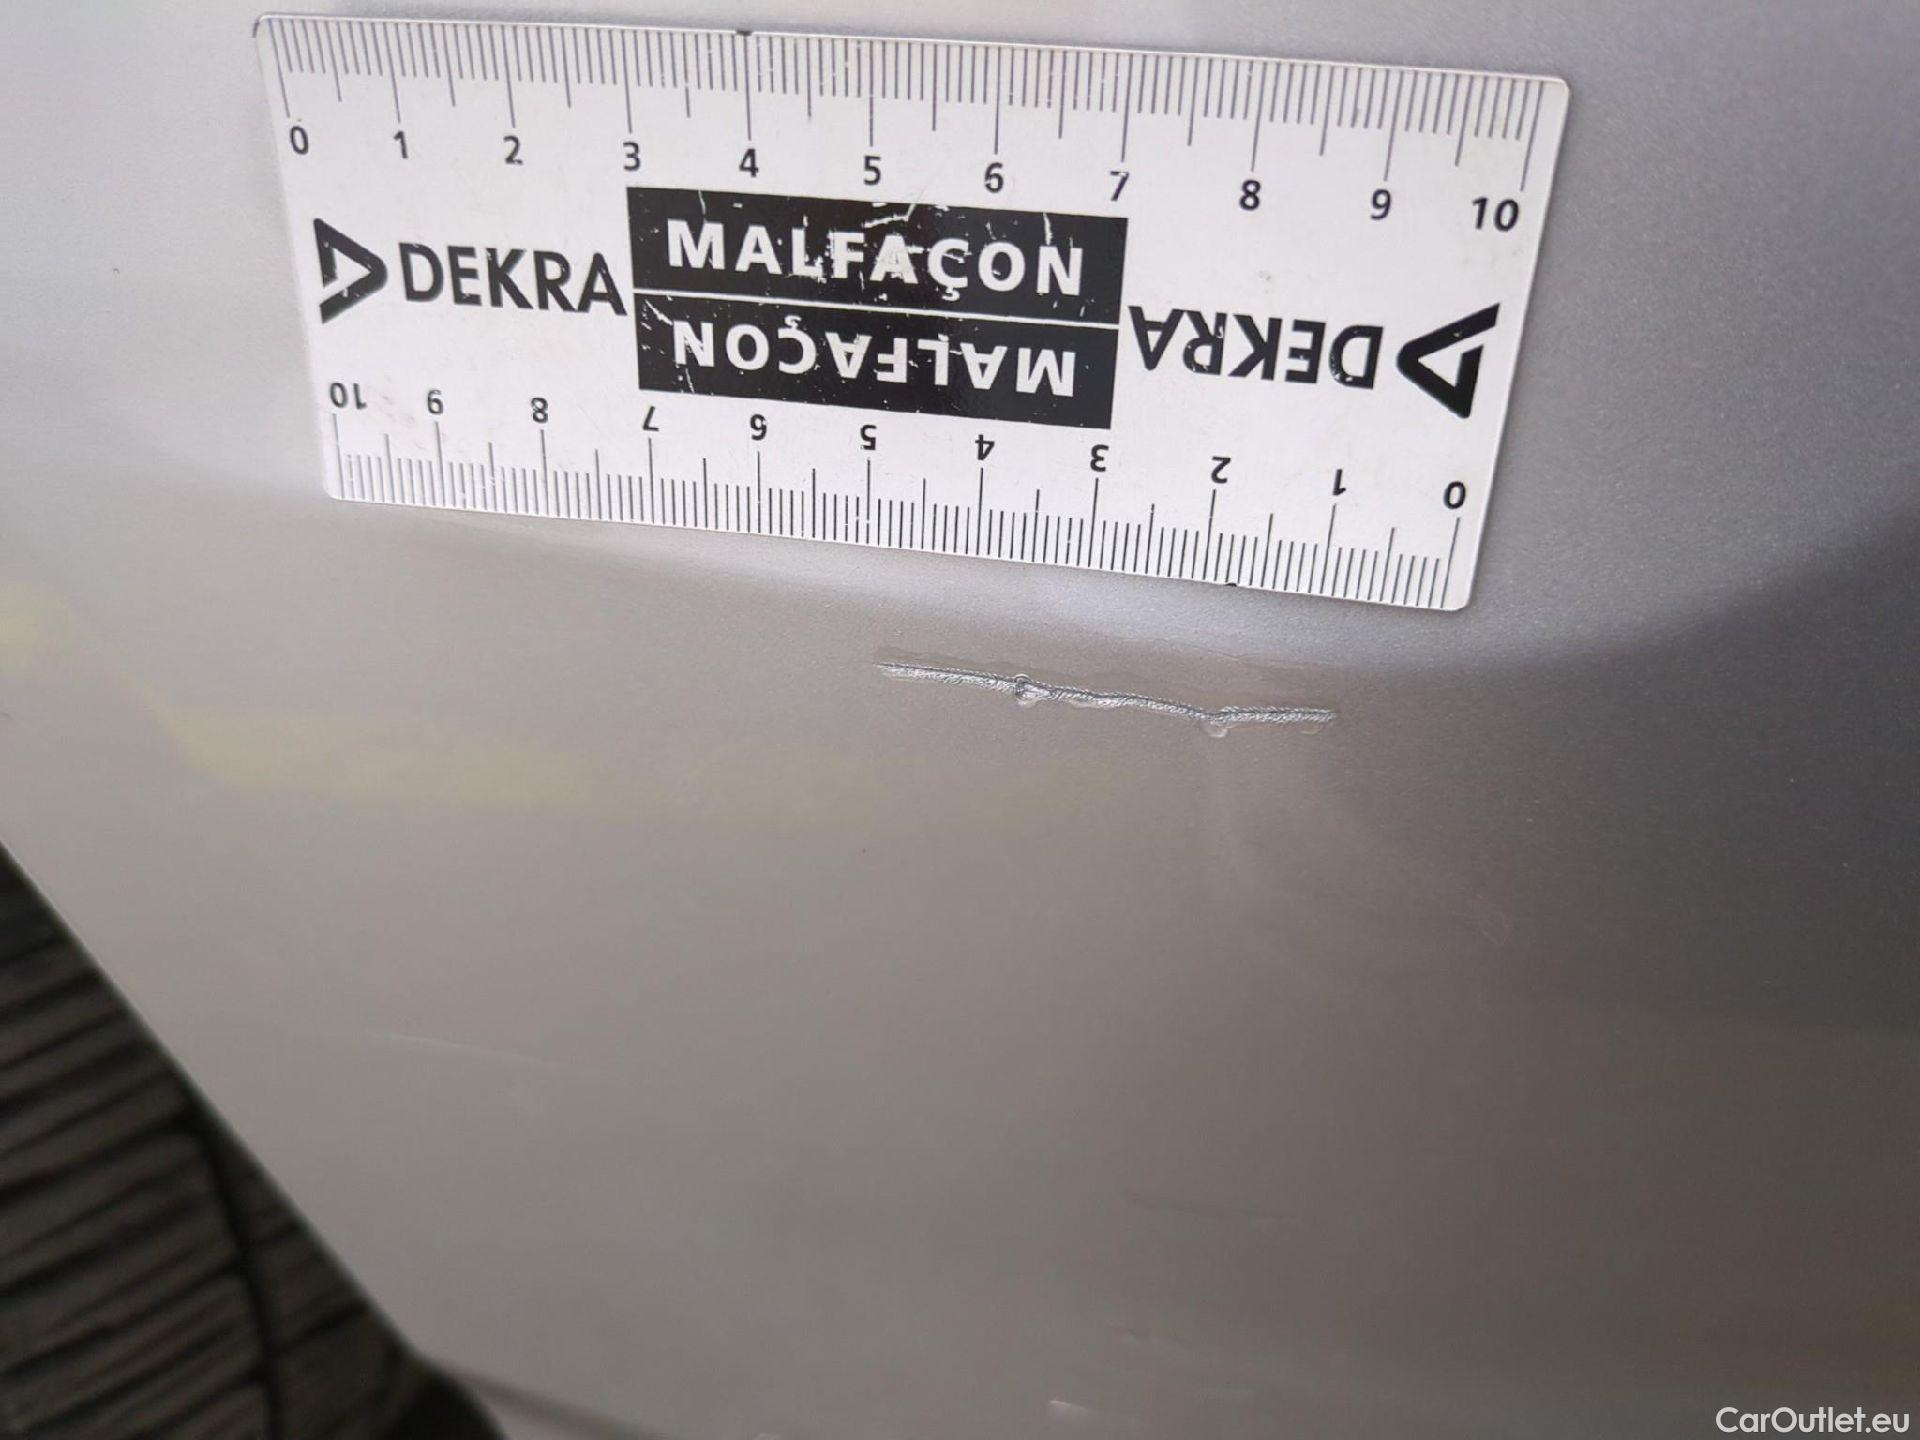 0 1 2 3 4 5 6 7 8 9 10
DEKRA MALFAÇON
MALFAÇON DEKRA
10 9 8 7 6 5 4 3 2 1 0
CarOutlet.eu